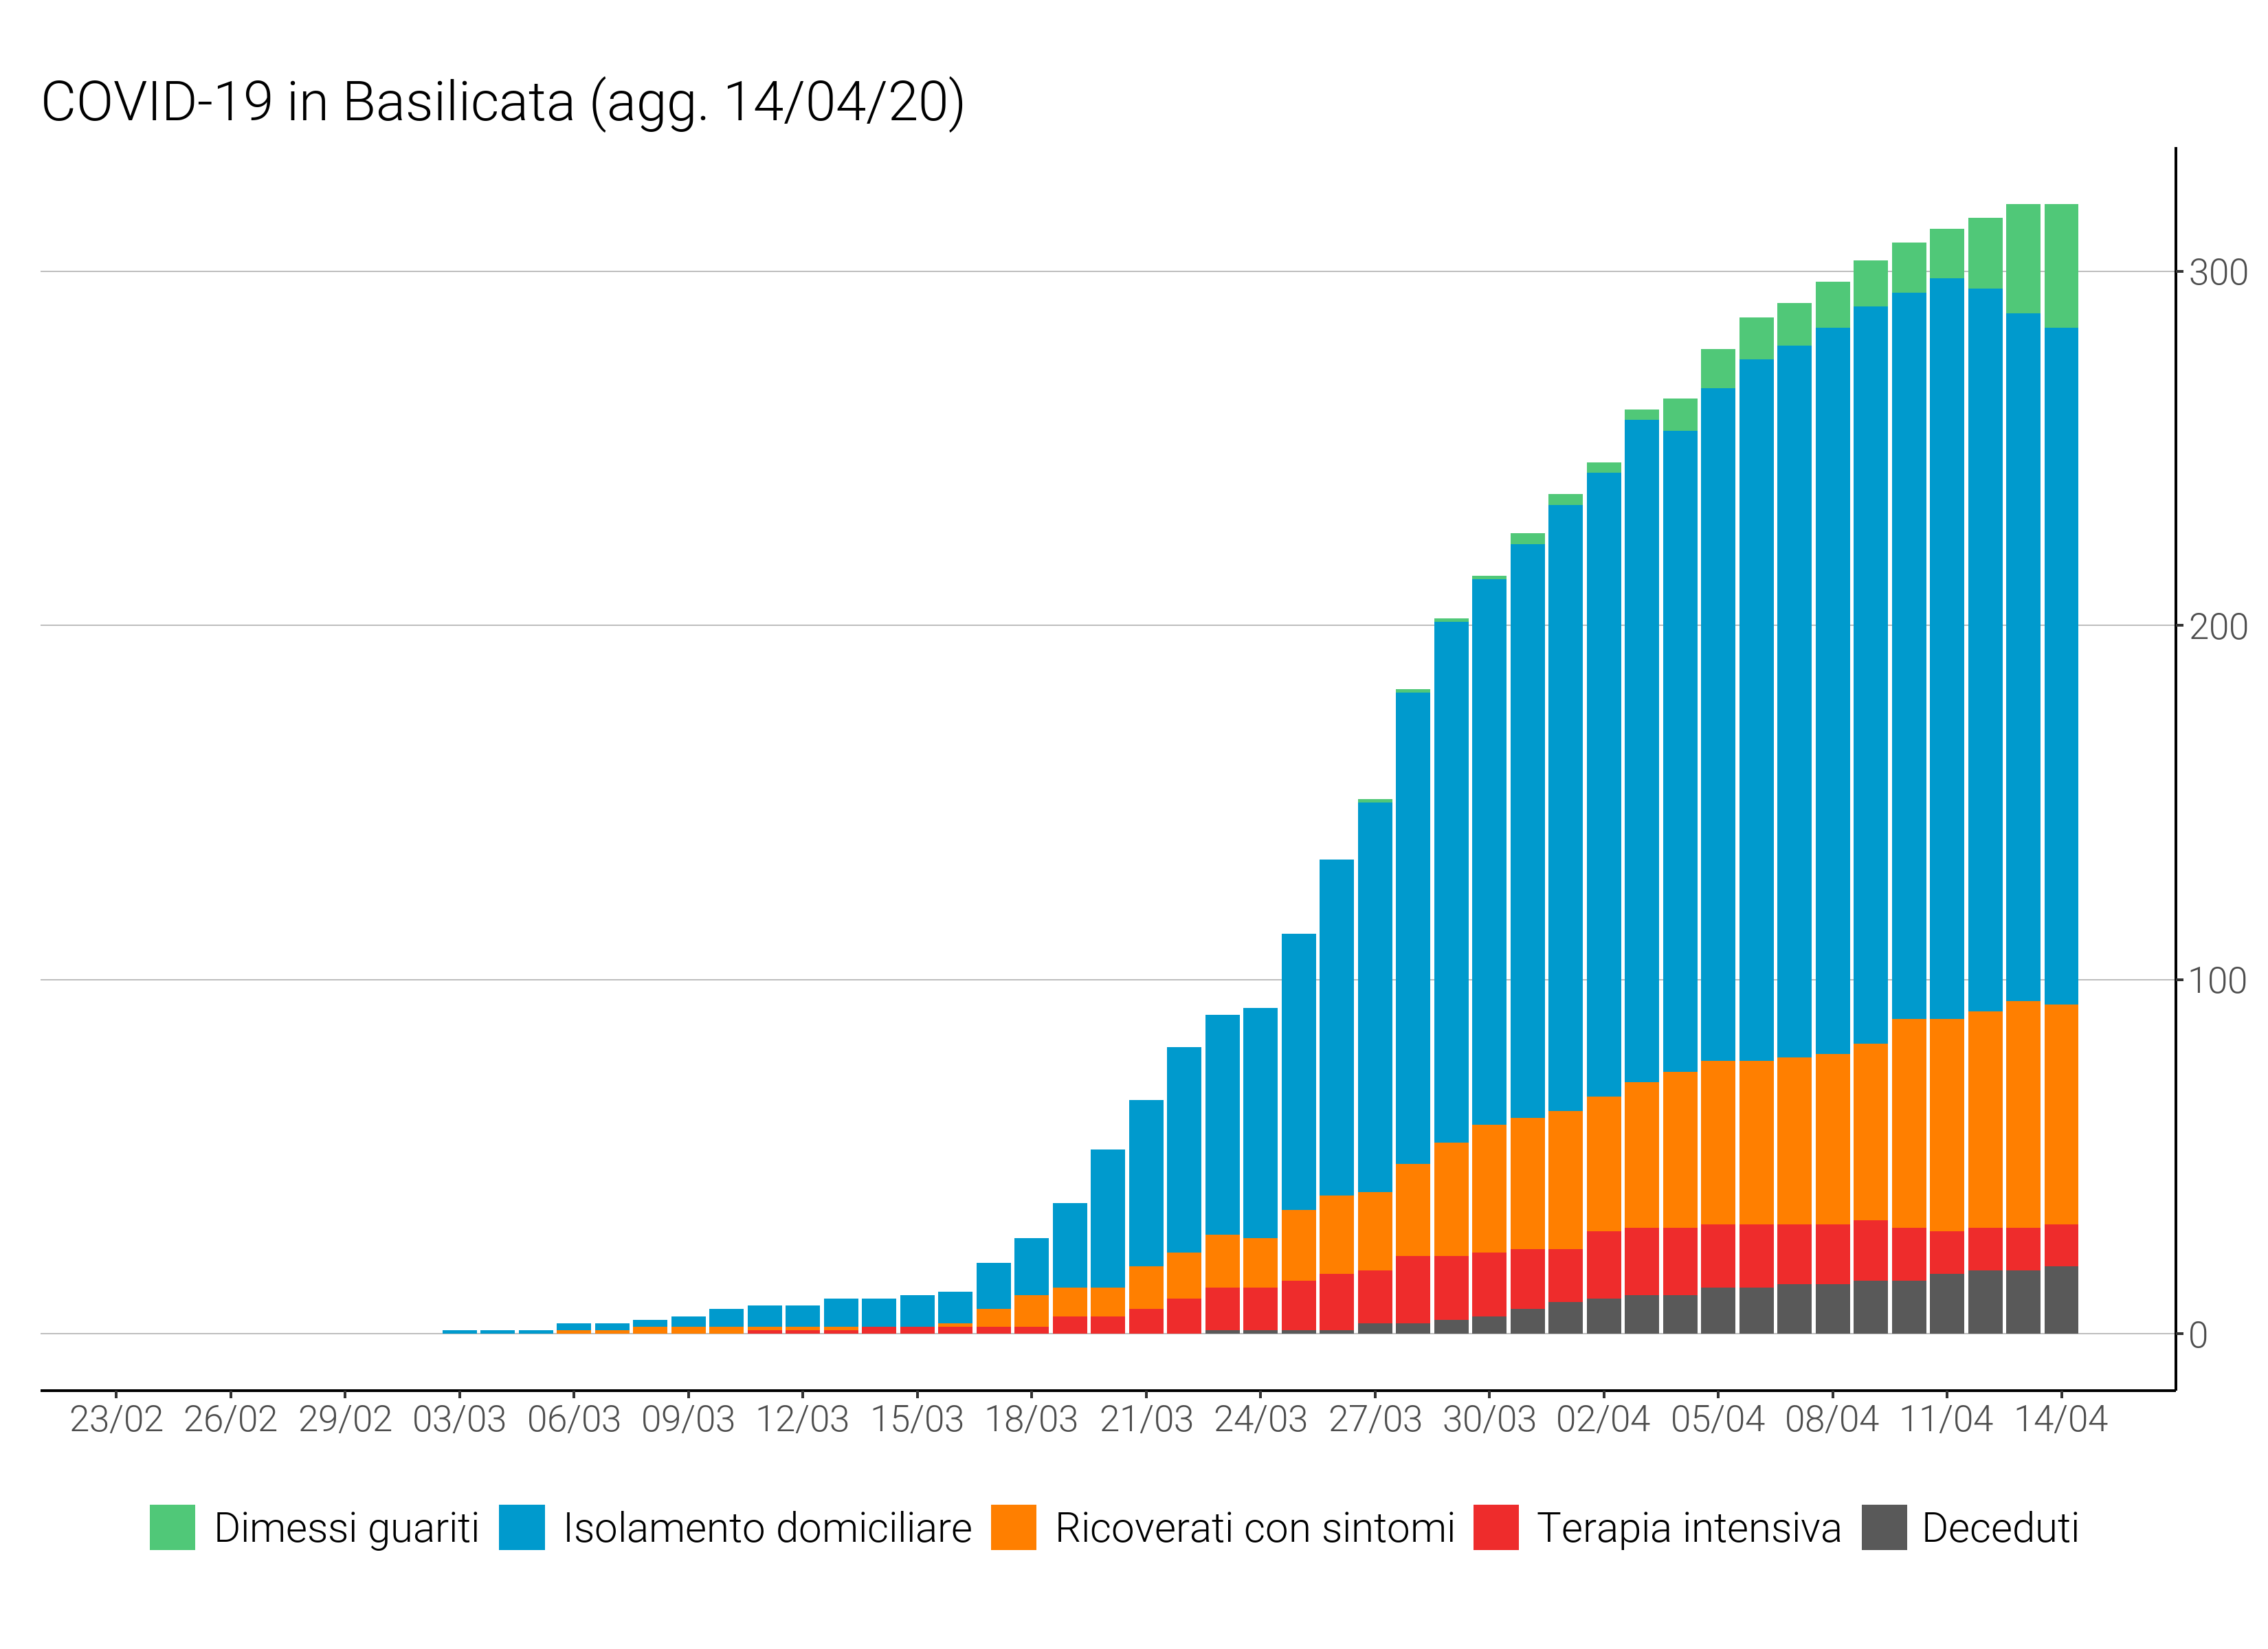 COVID-19 in Basilicata (agg. 14/04/20)
300
200
100
0
23/02 26/02 29/02 03/03 06/03 09/03 12/03 15/03 18/03 21/03 24/03 27/03 30/03 02/04 05/04 08/04 11/04 14/04
Dimessi guariti Isolamento domiciliare Ricoverati con sintomi Terapia intensiva Deceduti